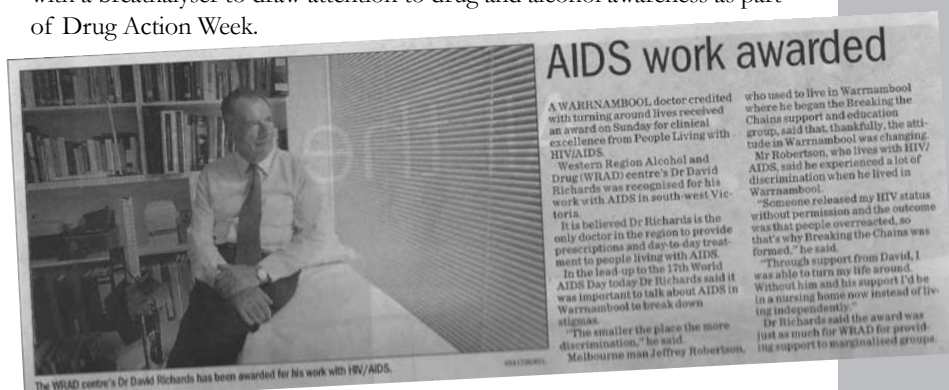 with a breathalyser to draw attention to drug and alcohol awareness as part
of Drug Action Week.
AIDS work awarded
A WARRNAMBOOL doctor credited
with turning around lives received
an award on Sunday for clinical
excellence from People Living with
HIV/AIDS.
Western Region Alcohol and
Drug (WRAD) centre's Dr David
Richards was recognised for his
work with AIDS in south-west Vic-
toria.
It is believed Dr Richards is the
only doctor in the region to provide
prescriptions and day-to-day treat-
ment to people living with AIDS.
In the lead-up to the 17th World
AIDS Day today Dr Richards said it
was important to talk about AIDS in
Warrnambool to break down
stigmas.
"The smaller the place the more
discrimination," he said.
Melbourne man Jeffrey Robertson,
who used to live in Warrnambool
where he began the Breaking the
Chains support and education
group, said that, thankfully, the atti-
tude in Warrnambool was changing.
Mr Robertson, who lives with HIV/
AIDS, said he experienced a lot of
discrimination when he lived in
Warrnambool.
"Someone released my HIV status
without permission and the outcome
was that people overreacted, so
that's why Breaking the Chains was
formed," he said.
"Through support from David, I
was able to turn my life around.
Without him and his support I'd be
in a nursing home now instead of liv-
ing independently."
Dr Richards said the award was
just as much for WRAD for provid-
ing support to marginalised groups.
The WRAD centre's Dr David Richards has been awarded for his work with HIV/AIDS.